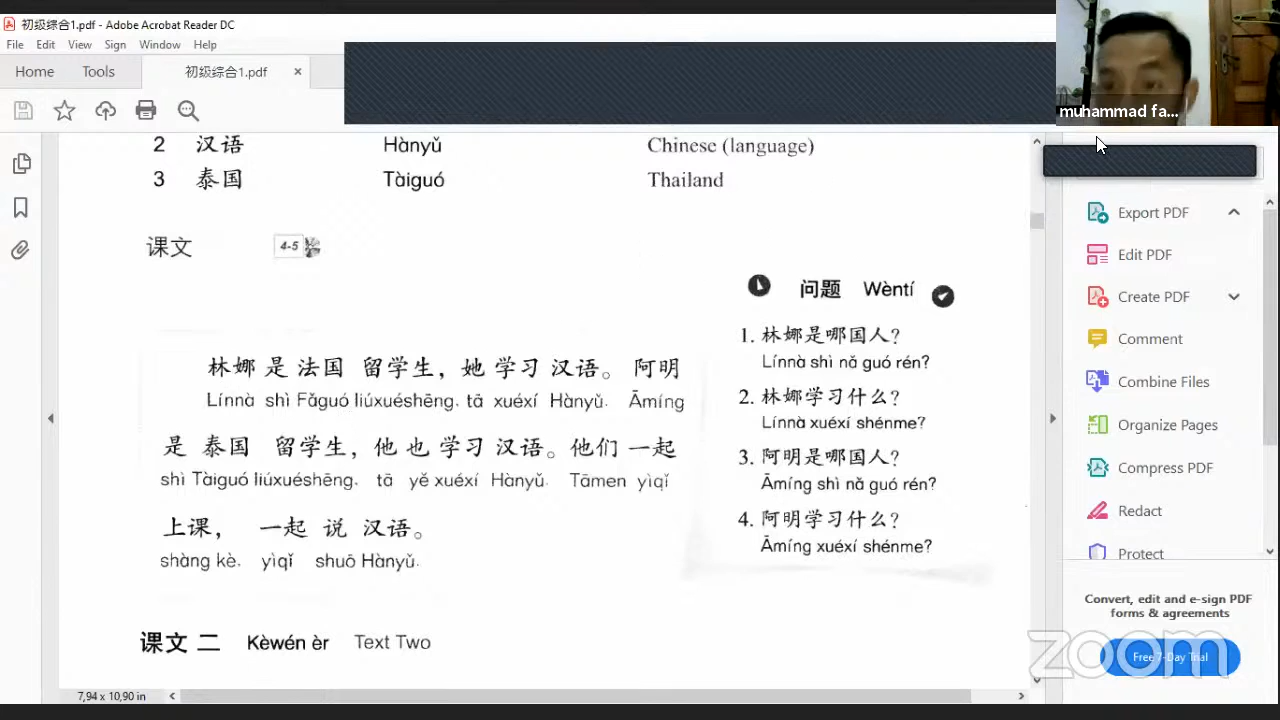 初级综合1.pdf - Adobe Acrobat Reader DC
File Edit View Sign Window Help
Home Tools 初级综合1.pdf ×
muhammad fa...
2 汉语 Hànyǔ Chinese (language)
3 泰国 Tàiguó Thailand
课文 4-5
问题 Wèntí
林娜 是 法国 留学生，她 学习 汉语。 阿明
Línnà shì Fǎguó liúxuéshēng. tā xuéxí Hànyǔ. Āmíng
是 泰国 留学生，他 也 学习 汉语。他们 一起
shì Tàiguó liúxuéshēng. tā yě xuéxí Hànyǔ. Tāmen yìqǐ
上课， 一起 说 汉语。
shàng kè. yìqǐ shuō Hànyǔ.
1. 林娜是哪国人？
Línnà shì nǎ guó rén?
2. 林娜学习什么？
Línnà xuéxí shénme?
3. 阿明是哪国人？
Āmíng shì nǎ guó rén?
4. 阿明学习什么？
Āmíng xuéxí shénme?
课文 二 Kèwén èr Text Two
7,94 x 10,90 in
Export PDF
Edit PDF
Create PDF
Comment
Combine Files
Organize Pages
Compress PDF
Redact
Protect
Convert, edit and e-sign PDF
forms & agreements
Free 7-Day Trial
zoom